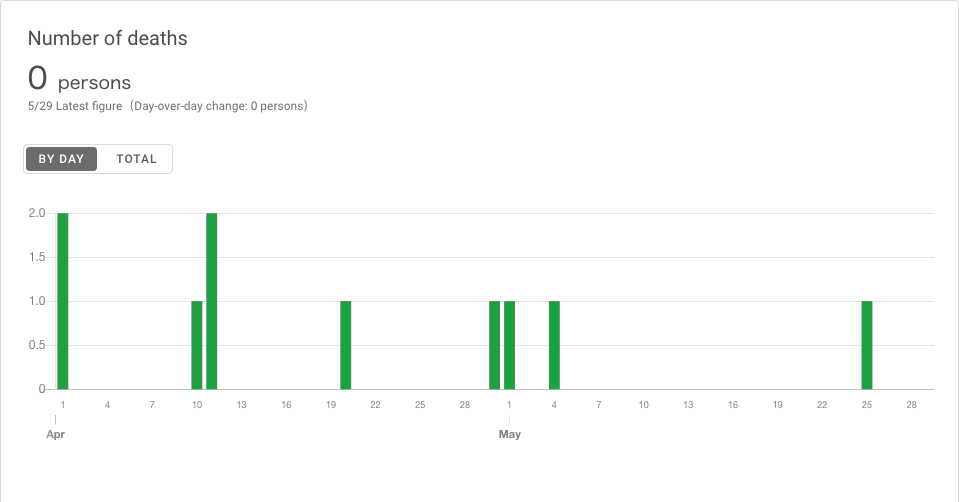 Number of deaths
0 persons
5/29 Latest figure（Day-over-day change: 0 persons）
BY DAY TOTAL
2.0
1.5
1.0
0.5
0
1 4 7 10 13 16 19 22 25 28 1 4 7 10 13 16 19 22 25 28
Apr May